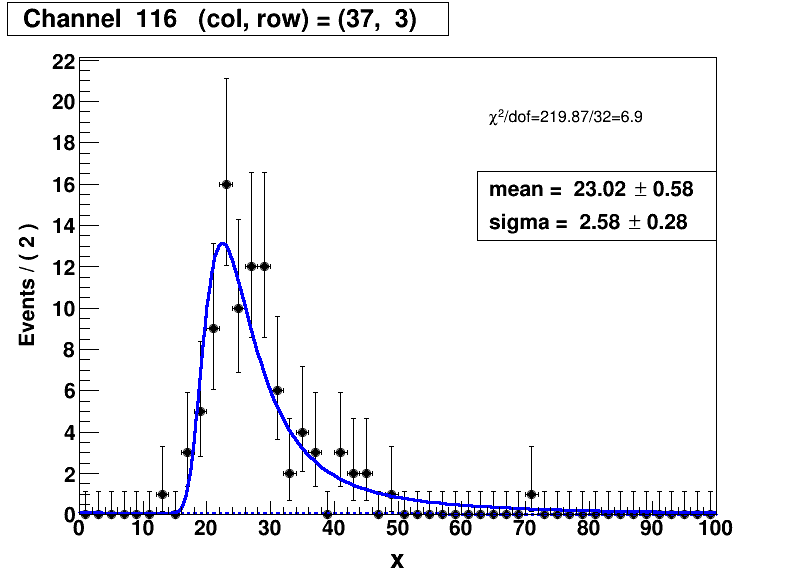 Channel 116 (col, row) = (37, 3)
χ²/dof=219.87/32=6.9
mean = 23.02 ± 0.58
sigma = 2.58 ± 0.28
Events / ( 2 )
22
20
18
16
14
12
10
8
6
4
2
0
0 10 20 30 40 50 60 70 80 90 100
x